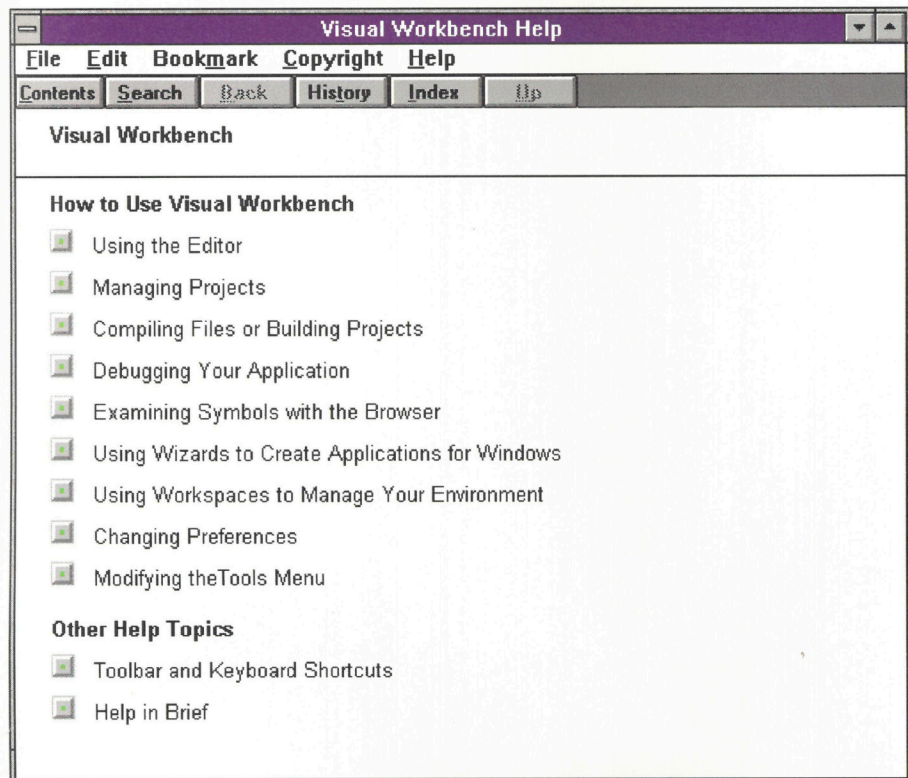 Visual Workbench Help
File Edit Bookmark Copyright Help
Contents Search Back History Index Up
Visual Workbench
How to Use Visual Workbench
Using the Editor
Managing Projects
Compiling Files or Building Projects
Debugging Your Application
Examining Symbols with the Browser
Using Wizards to Create Applications for Windows
Using Workspaces to Manage Your Environment
Changing Preferences
Modifying theTools Menu
Other Help Topics
Toolbar and Keyboard Shortcuts
Help in Brief